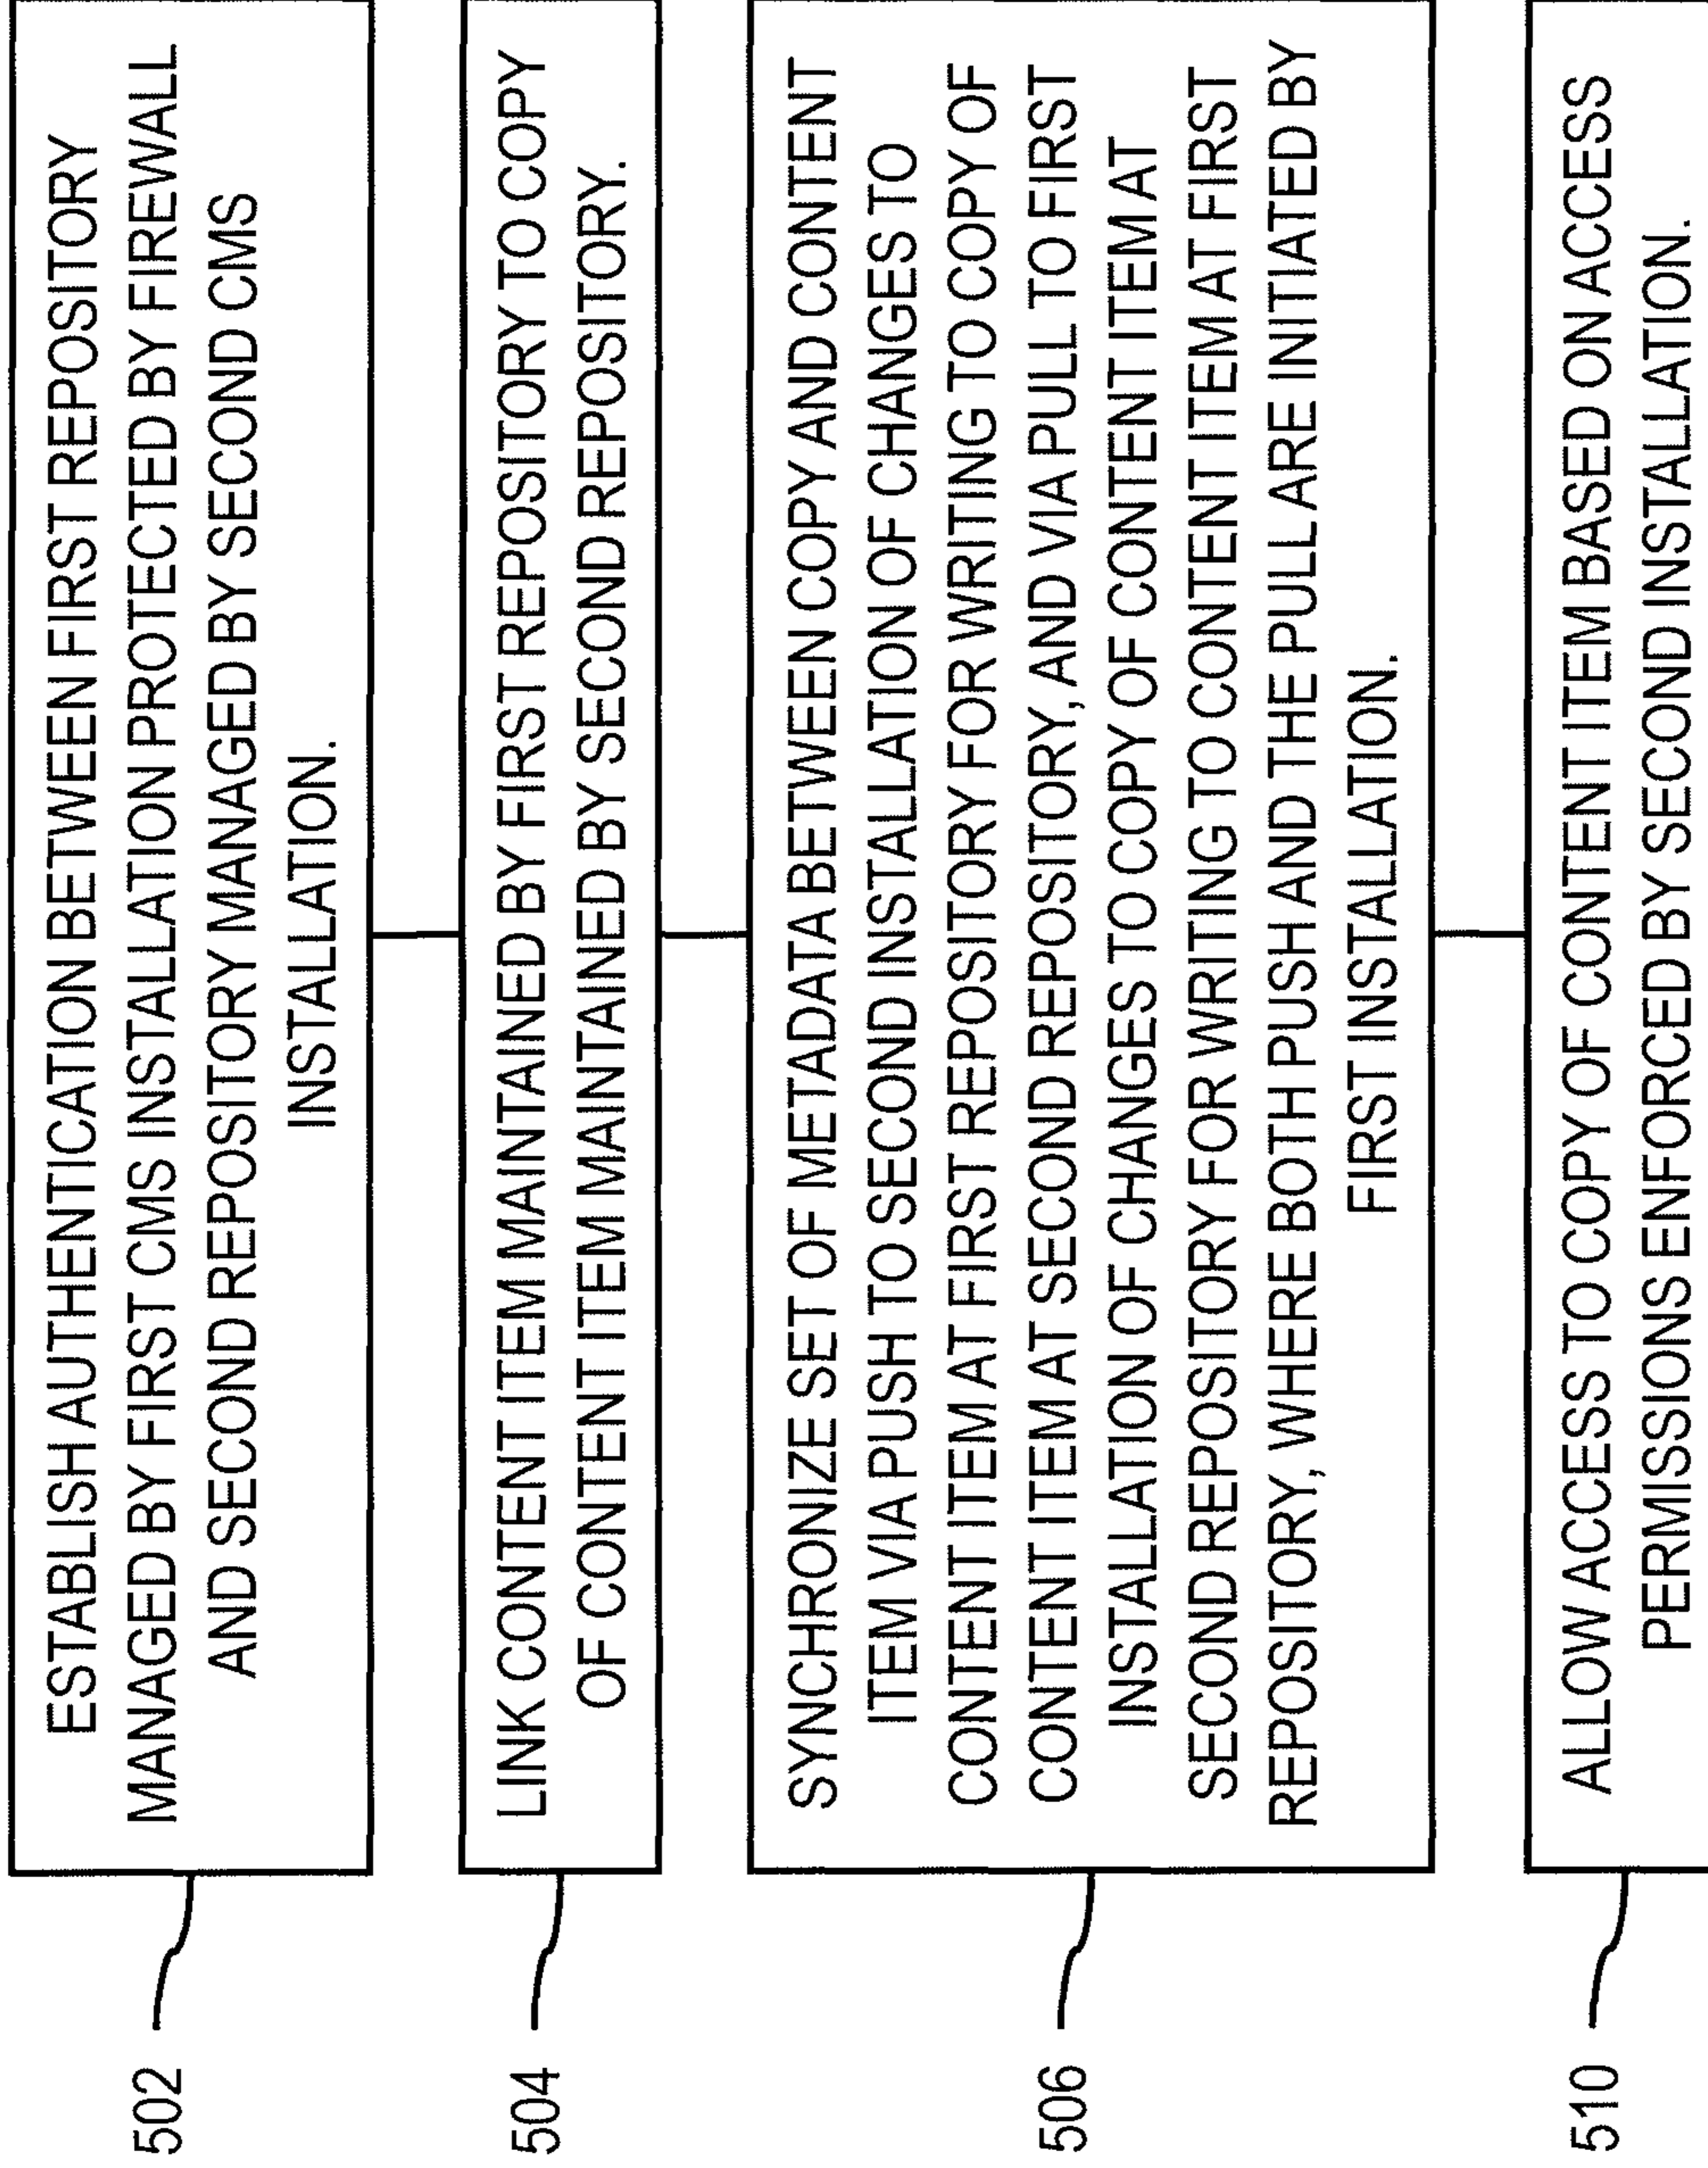 502
ESTABLISH AUTHENTICATION BETWEEN FIRST REPOSITORY
MANAGED BY FIRST CMS INSTALLATION PROTECTED BY FIREWALL
AND SECOND REPOSITORY MANAGED BY SECOND CMS
INSTALLATION.
504
LINK CONTENT ITEM MAINTAINED BY FIRST REPOSITORY TO COPY
OF CONTENT ITEM MAINTAINED BY SECOND REPOSITORY.
506
SYNCHRONIZE SET OF METADATA BETWEEN COPY AND CONTENT
ITEM VIA PUSH TO SECOND INSTALLATION OF CHANGES TO
CONTENT ITEM AT FIRST REPOSITORY FOR WRITING TO COPY OF
CONTENT ITEM AT SECOND REPOSITORY, AND VIA PULL TO FIRST
INSTALLATION OF CHANGES TO COPY OF CONTENT ITEM AT
SECOND REPOSITORY FOR WRITING TO CONTENT ITEM AT FIRST
REPOSITORY, WHERE BOTH PUSH AND THE PULL ARE INITIATED BY
FIRST INSTALLATION.
510
ALLOW ACCESS TO COPY OF CONTENT ITEM BASED ON ACCESS
PERMISSIONS ENFORCED BY SECOND INSTALLATION.